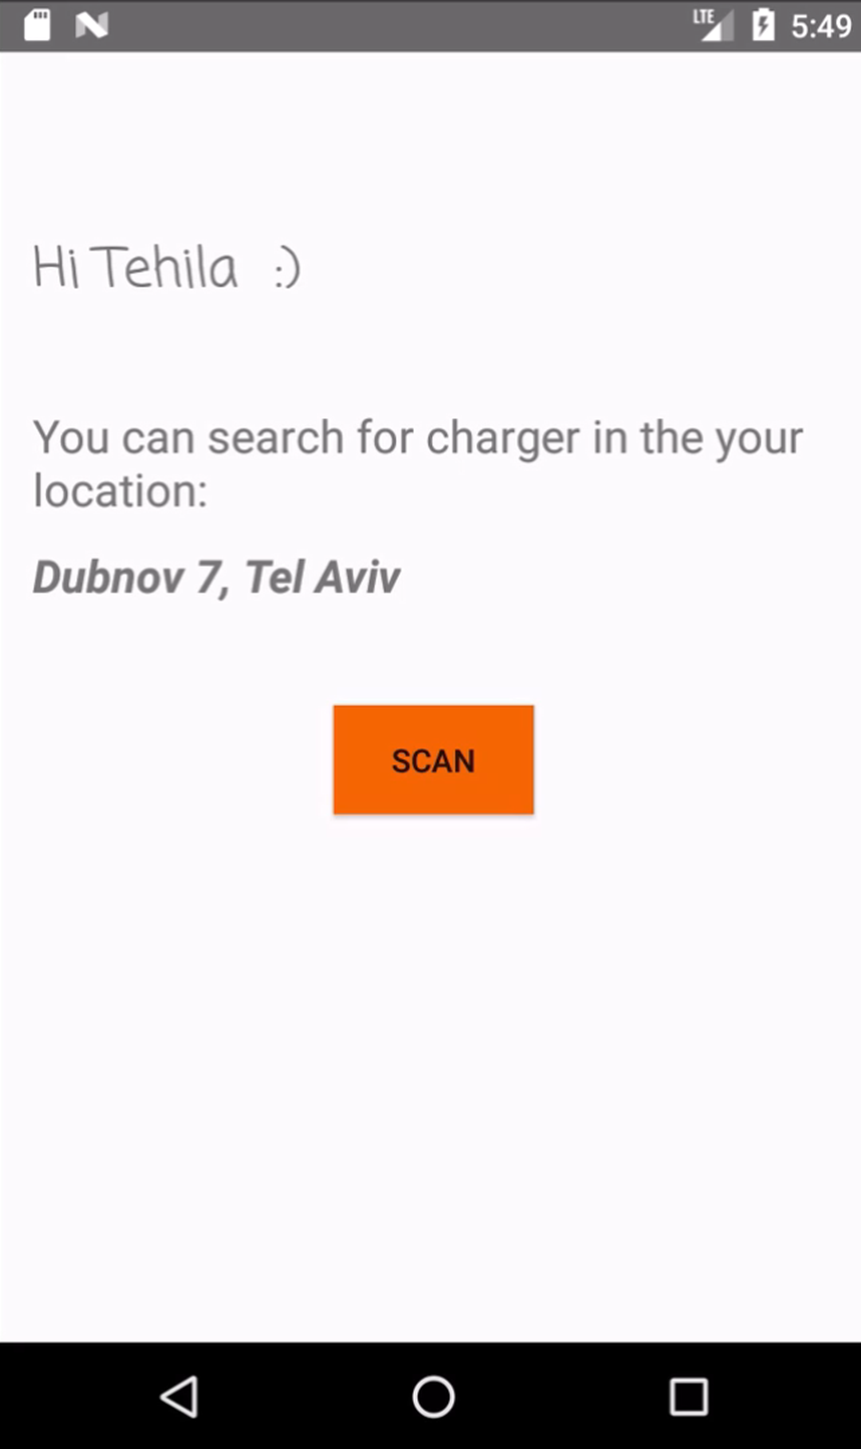 LTE 5:49
Hi Tehila :)
You can search for charger in the your
location:
Dubnov 7, Tel Aviv
SCAN